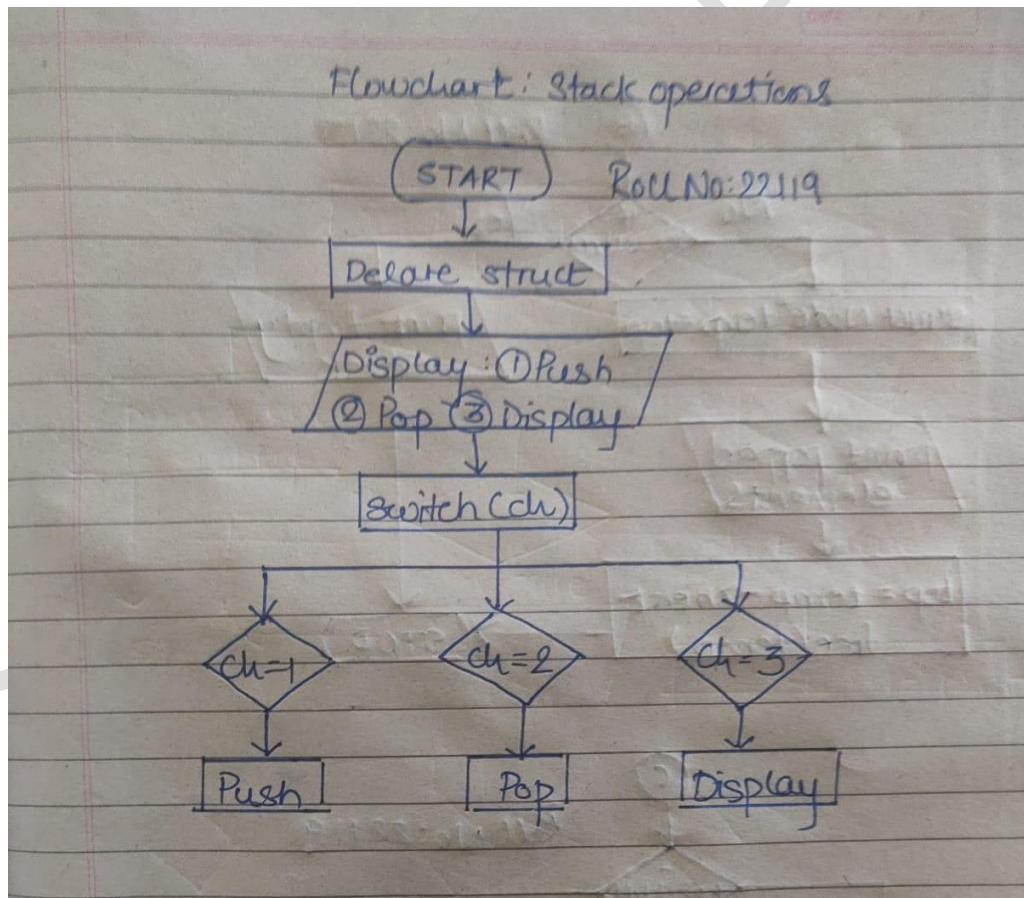 Flowchart: Stack operations
START
Roll No: 22119
Delare struct
Display: ① Push
② Pop ③ Display
switch (ch)
ch=1
ch=2
ch=3
Push
Pop
Display